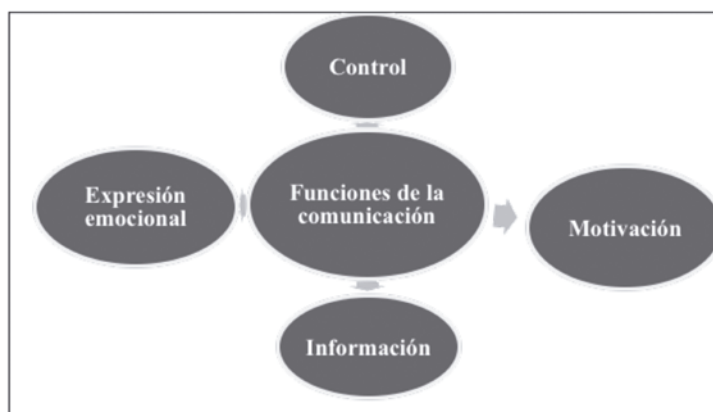 Control
Expresión
emocional
Funciones de la
comunicación
Motivación
Información